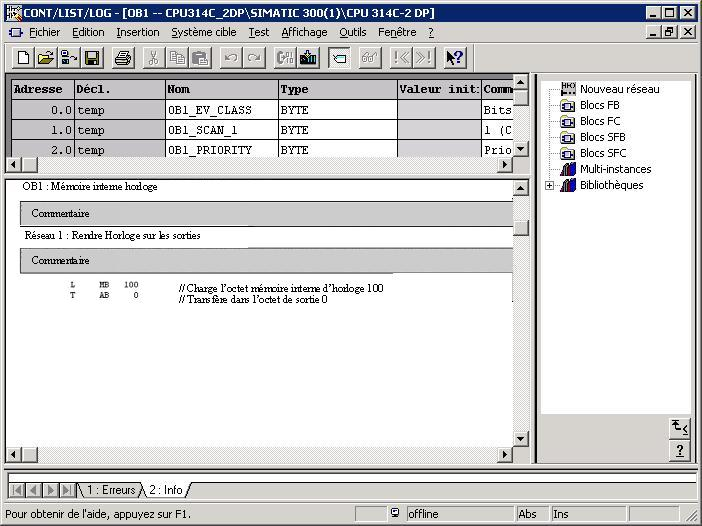 CONT/LIST/LOG - [OB1 -- CPU314C_2DP\SIMATIC 300(1)\CPU 314C-2 DP]
Fichier Edition Insertion Système cible Test Affichage Outils Fenêtre ?
Adresse Décl. Nom Type Valeur init: Comm
0.0 temp OB1_EV_CLASS BYTE Bits
1.0 temp OB1_SCAN_1 BYTE 1 (C
2.0 temp OB1_PRIORITY BYTE Prio
Nouveau réseau
Blocs FB
Blocs FC
Blocs SFB
Blocs SFC
Multi-instances
Bibliothèques
OB1 : Mémoire interne horloge
Commentaire
Réseau 1 : Rendre Horloge sur les sorties
Commentaire
L MB 100 // Charge l'octet mémoire interne d'horloge 100
T AB 0 // Transfère dans l'octet de sortie 0
1 : Erreurs 2 : Info
Pour obtenir de l'aide, appuyez sur F1. offline Abs Ins